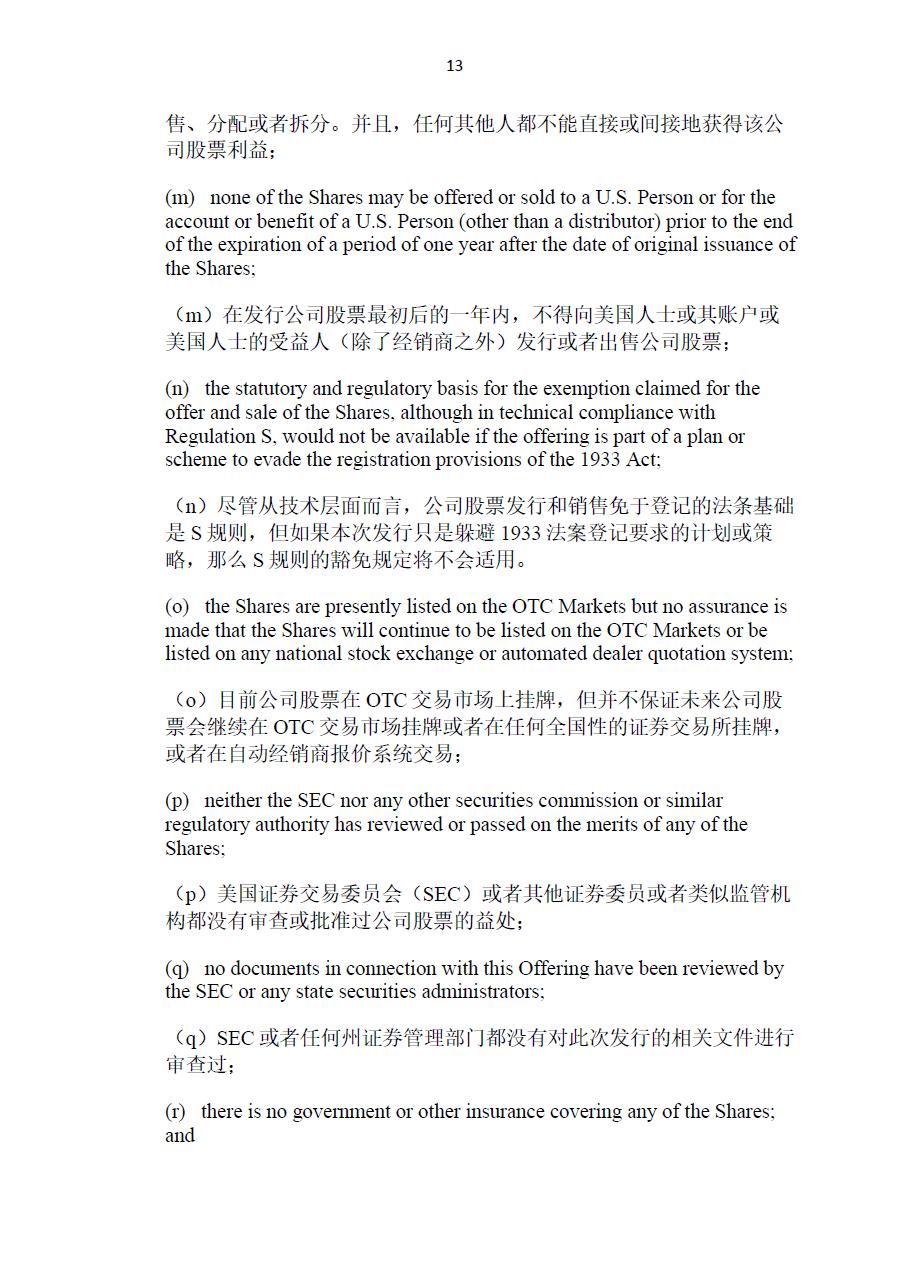 13
售、分配或者拆分。并且，任何其他人都不能直接或间接地获得该公
司股票利益；
(m) none of the Shares may be offered or sold to a U.S. Person or for the
account or benefit of a U.S. Person (other than a distributor) prior to the end
of the expiration of a period of one year after the date of original issuance of
the Shares;
（m）在发行公司股票最初后的一年内，不得向美国人士或其账户或
美国人士的受益人（除了经销商之外）发行或者出售公司股票；
(n) the statutory and regulatory basis for the exemption claimed for the
offer and sale of the Shares, although in technical compliance with
Regulation S, would not be available if the offering is part of a plan or
scheme to evade the registration provisions of the 1933 Act;
（n）尽管从技术层面而言，公司股票发行和销售免于登记的法条基础
是 S 规则，但如果本次发行只是躲避 1933 法案登记要求的计划或策
略，那么 S 规则的豁免规定将不会适用。
(o) the Shares are presently listed on the OTC Markets but no assurance is
made that the Shares will continue to be listed on the OTC Markets or be
listed on any national stock exchange or automated dealer quotation system;
（o）目前公司股票在 OTC 交易市场上挂牌，但并不保证未来公司股
票会继续在 OTC 交易市场挂牌或者在任何全国性的证券交易所挂牌，
或者在自动经销商报价系统交易；
(p) neither the SEC nor any other securities commission or similar
regulatory authority has reviewed or passed on the merits of any of the
Shares;
（p）美国证券交易委员会（SEC）或者其他证券委员或者类似监管机
构都没有审查或批准过公司股票的益处；
(q) no documents in connection with this Offering have been reviewed by
the SEC or any state securities administrators;
（q）SEC 或者任何州证券管理部门都没有对此次发行的相关文件进行
审查过；
(r) there is no government or other insurance covering any of the Shares;
and